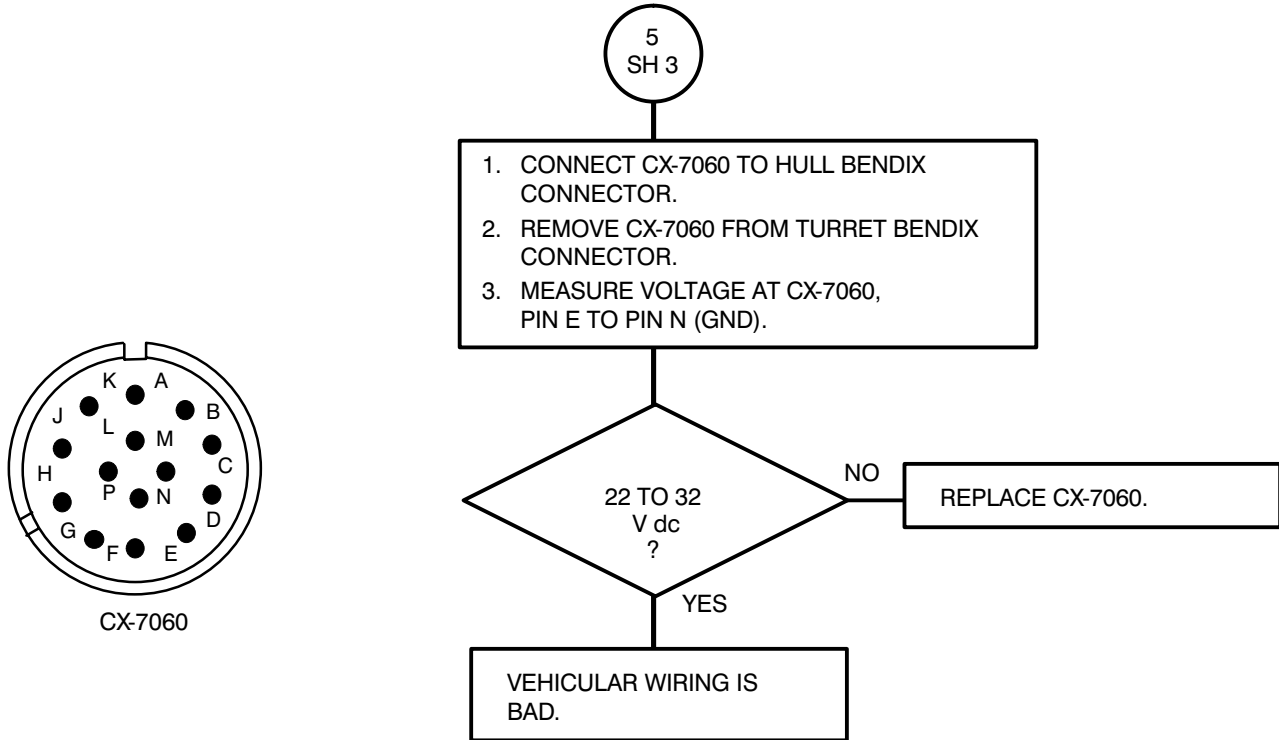 5
SH 3
1. CONNECT CX-7060 TO HULL BENDIX
CONNECTOR.
2. REMOVE CX-7060 FROM TURRET BENDIX
CONNECTOR.
3. MEASURE VOLTAGE AT CX-7060,
PIN E TO PIN N (GND).
K A
J B
L M
H C
P N
G D
F E
CX-7060
22 TO 32
V dc
?
NO
REPLACE CX-7060.
YES
VEHICULAR WIRING IS
BAD.